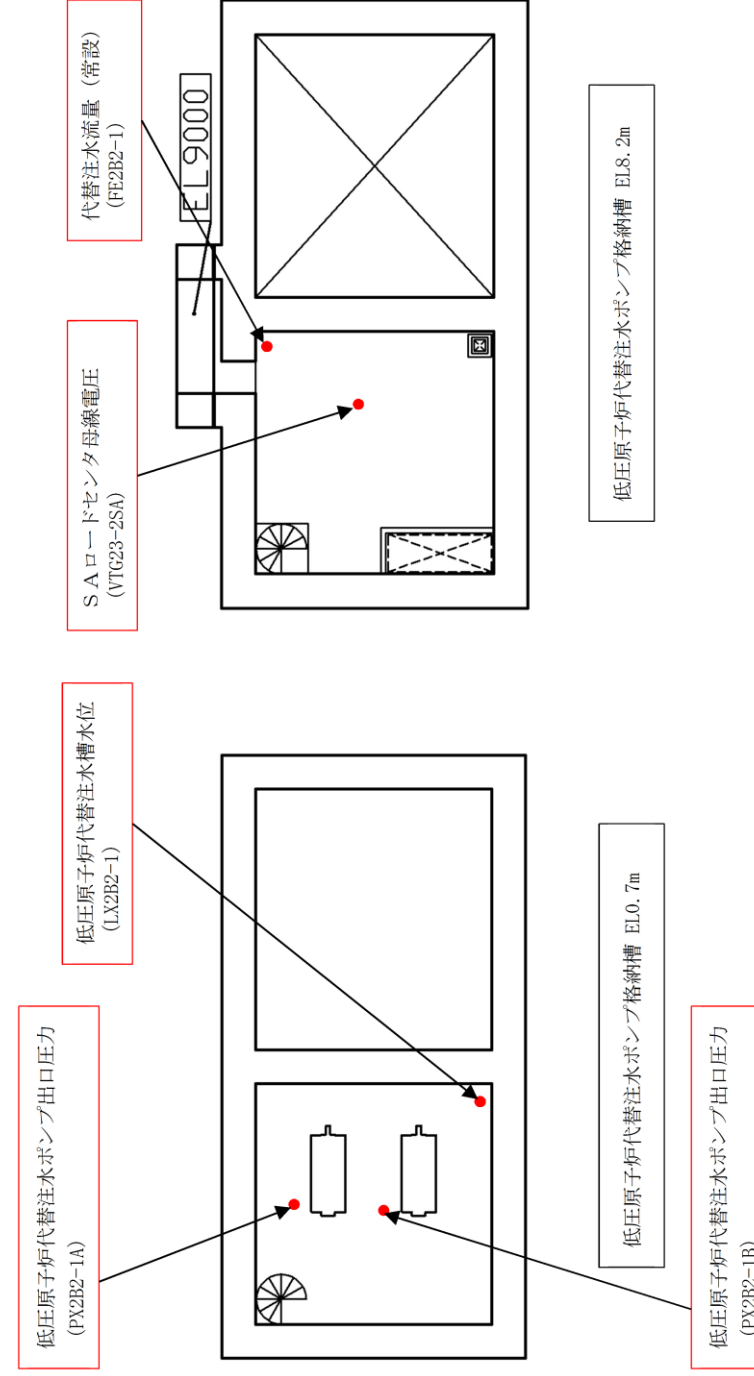 低圧原子炉代替注水ポンプ出口圧力
(PX2B2-1A)
低圧原子炉代替注水槽水位
(LX2B2-1)
低圧原子炉代替注水ポンプ格納槽 EL0.7m
低圧原子炉代替注水ポンプ出口圧力
(PX2B2-1B)
SAロードセンタ母線電圧
(VTG23-2SA)
代替注水流量 (常設)
(FE2B2-1)
EL9000
低圧原子炉代替注水ポンプ格納槽 EL8.2m